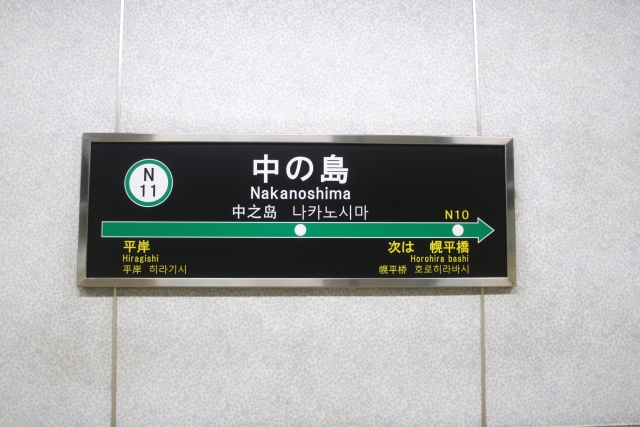 N
11
中の島
Nakanoshima
中之岛 나카노시마
N10
平岸
Hiragishi
平岸 히라기시
次は 幌平橋
Horohira bashi
幌平桥 호로히라바시